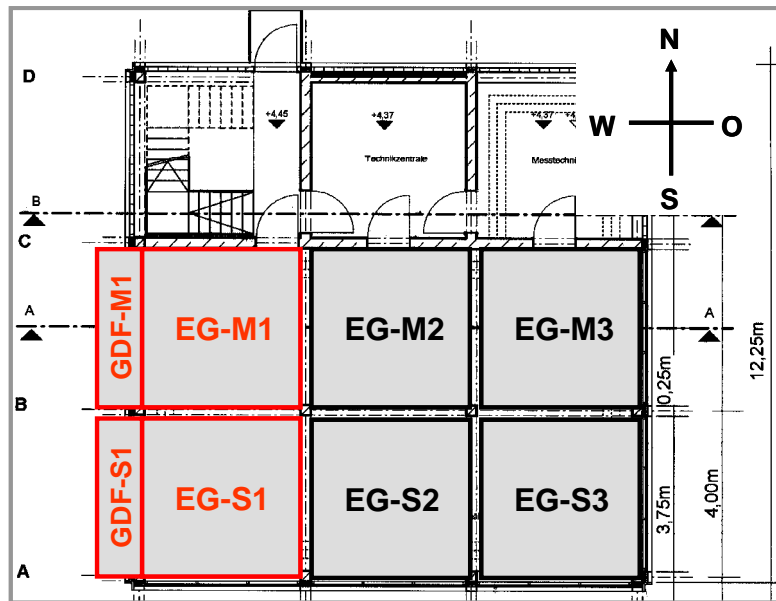 N
D
+4,45
+4,37
+4,37
W
O
Technikzentrale
Messtechni
S
B
C
GDF-M1
EG-M1
EG-M2
EG-M3
A
A
0,25m
12,25m
B
GDF-S1
EG-S1
EG-S2
EG-S3
3,75m
4,00m
A